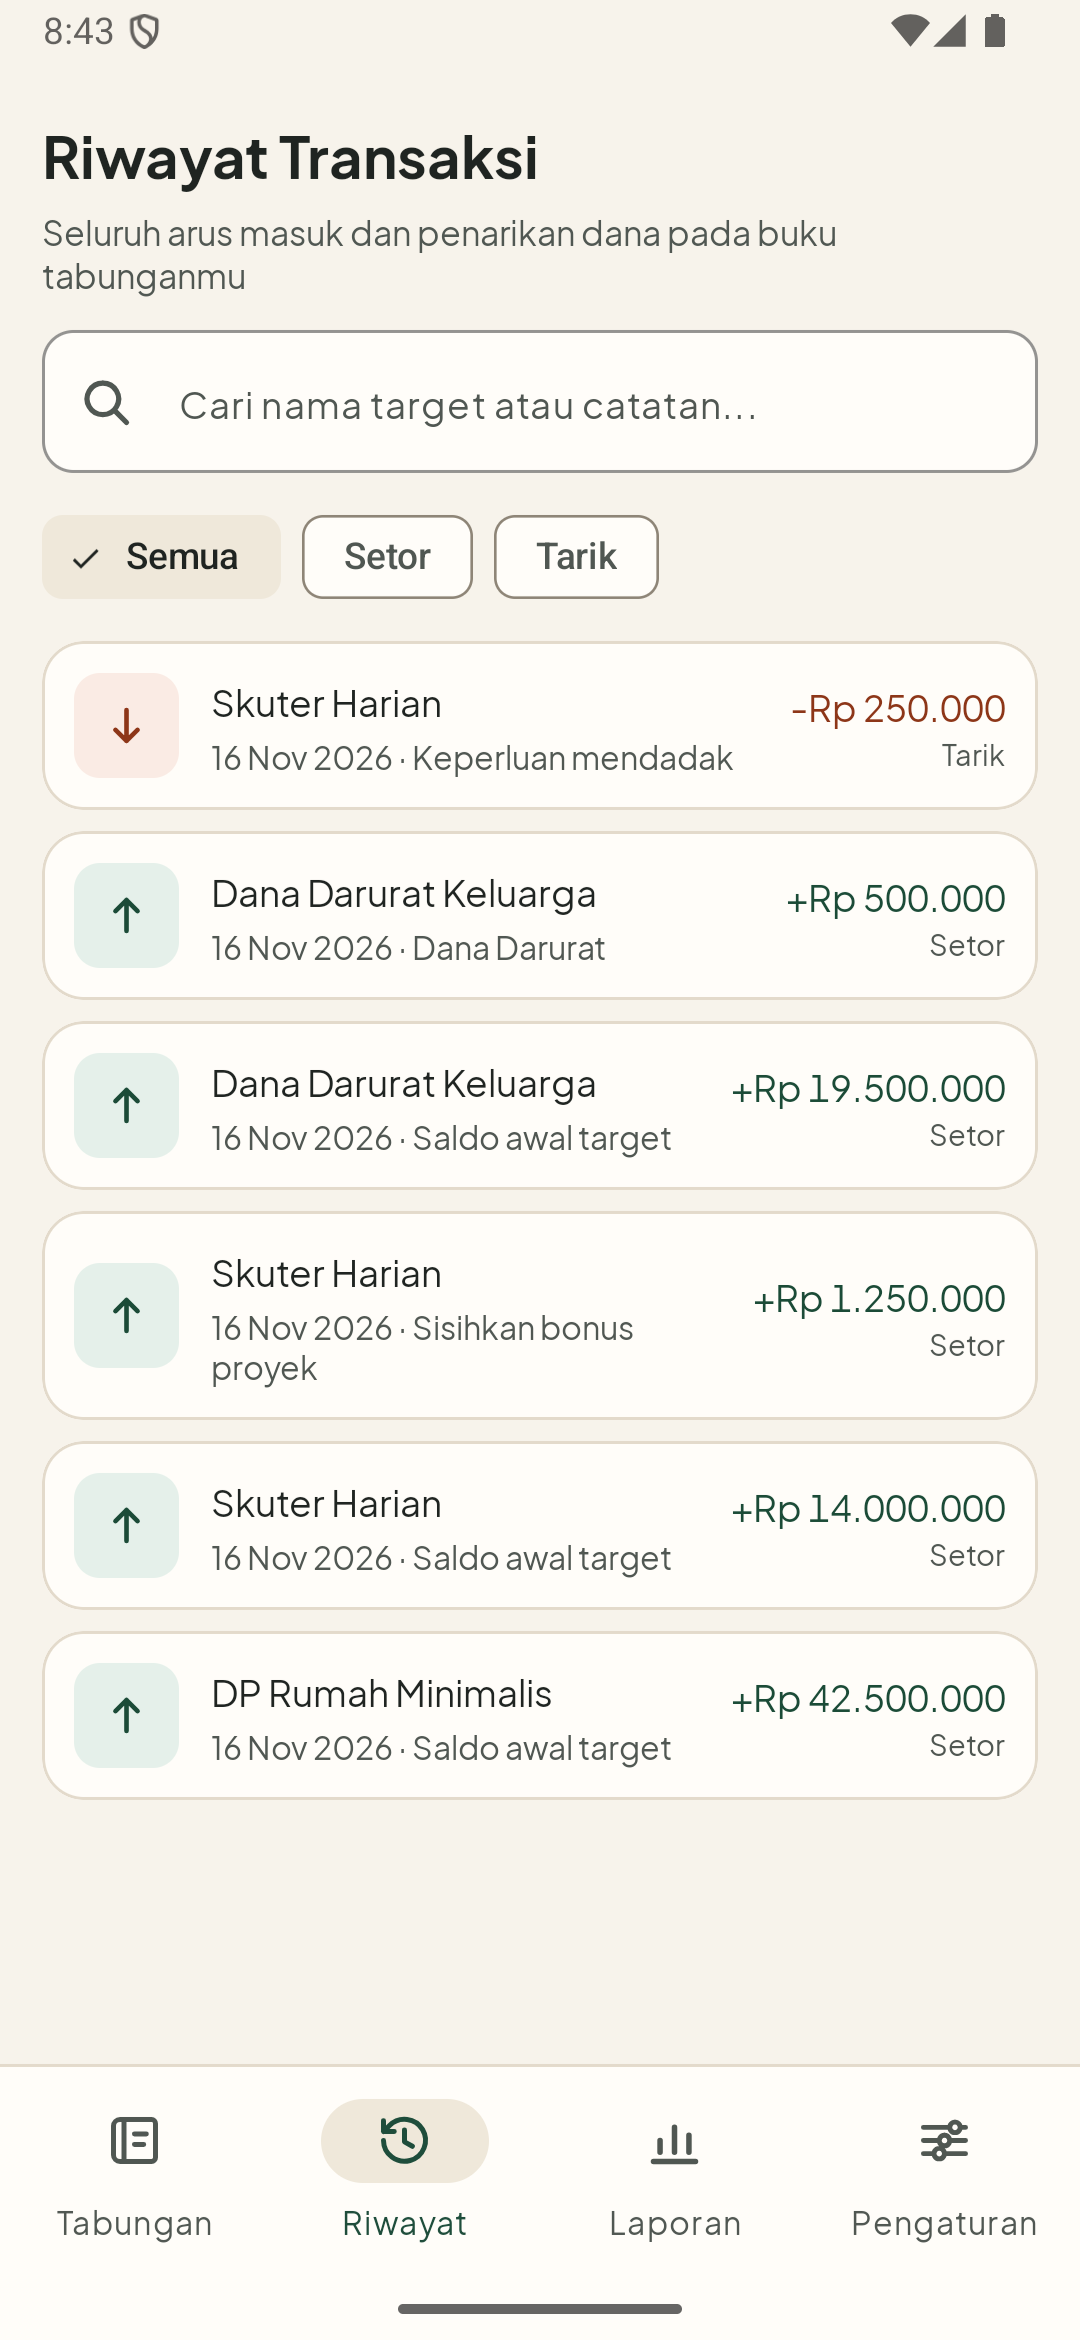 8:43
Riwayat Transaksi
Seluruh arus masuk dan penarikan dana pada buku
tabunganmu
Cari nama target atau catatan...
Semua
Setor
Tarik
Skuter Harian
-Rp 250.000
16 Nov 2026 · Keperluan mendadak
Tarik
Dana Darurat Keluarga
+Rp 500.000
16 Nov 2026 · Dana Darurat
Setor
Dana Darurat Keluarga
+Rp 19.500.000
16 Nov 2026 · Saldo awal target
Setor
Skuter Harian
+Rp 1.250.000
16 Nov 2026 · Sisihkan bonus
proyek
Setor
Skuter Harian
+Rp 14.000.000
16 Nov 2026 · Saldo awal target
Setor
DP Rumah Minimalis
+Rp 42.500.000
16 Nov 2026 · Saldo awal target
Setor
Tabungan
Riwayat
Laporan
Pengaturan